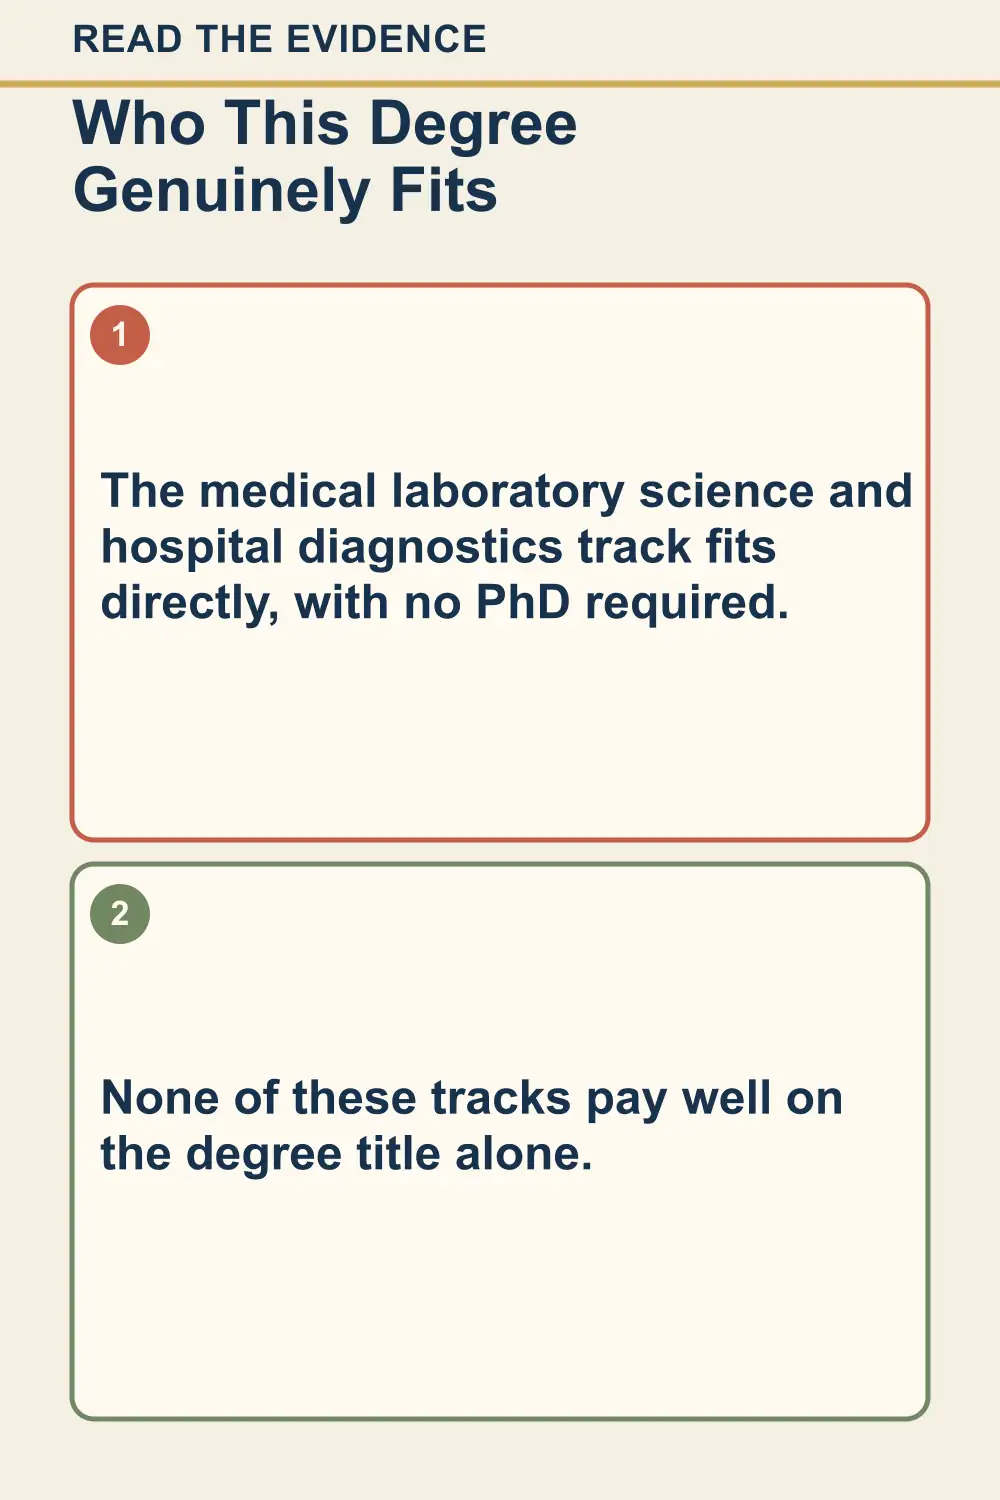 READ THE EVIDENCE
Who This Degree
Genuinely Fits
1
The medical laboratory science and
hospital diagnostics track fits
directly, with no PhD required.
2
None of these tracks pay well on
the degree title alone.